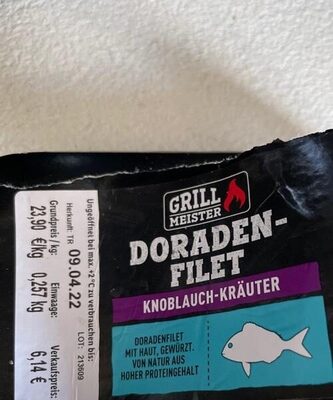 GRILL
MEISTER
DORADEN-
FILET
KNOBLAUCH-KRÄUTER
DORADENFILET
MIT HAUT, GEWÜRZT.
VON NATUR AUS
HOHER PROTEINGEHALT
Ungeöffnet bei max. +2 °C zu verbrauchen bis:
09.04.22 LOT: 213609
Herkunft: TR
Grundpreis / kg: Einwaage: Verkaufspreis:
23,90 €/kg 0,257 kg 6,14 €